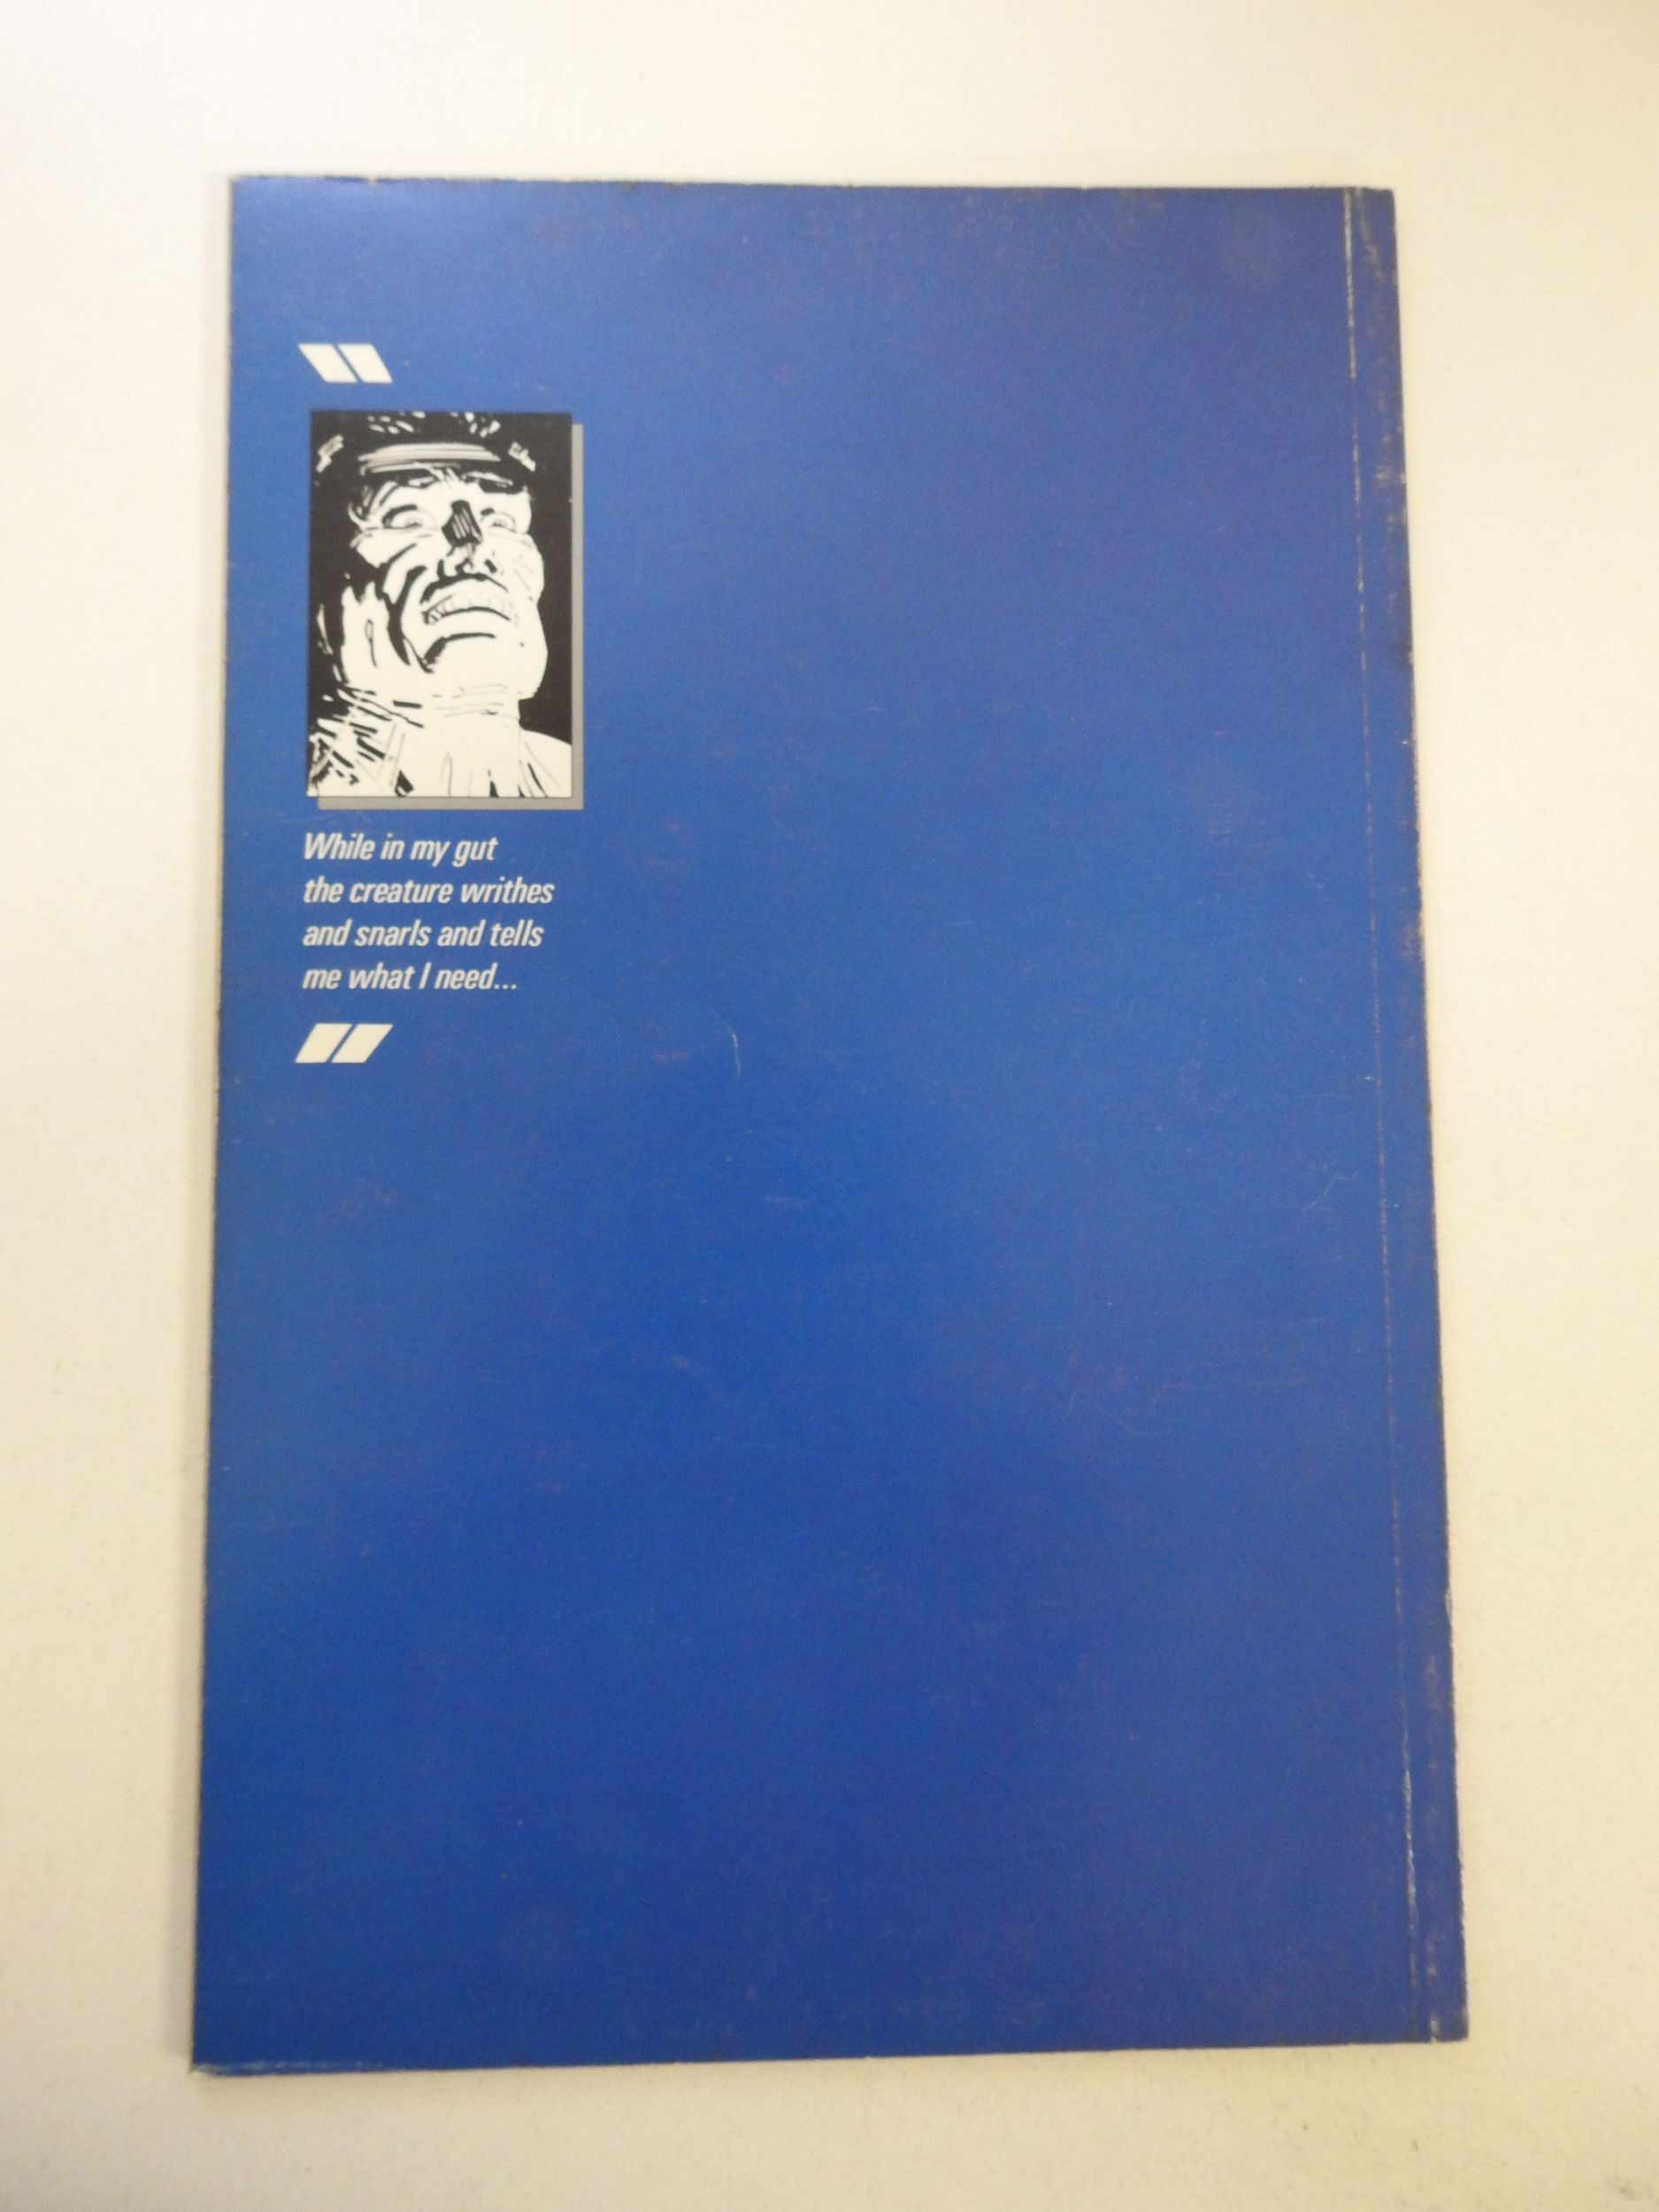 "
While in my gut
the creature writhes
and snarls and tells
me what I need...
"